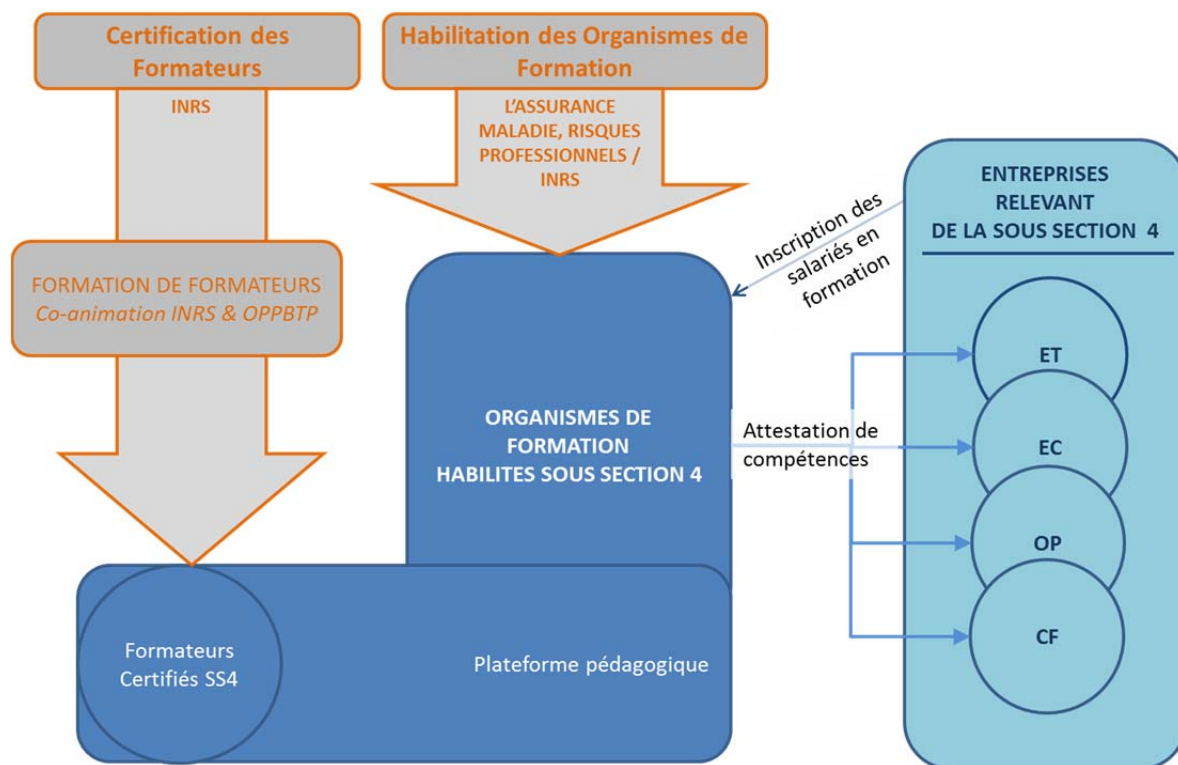 Certification des
Formateurs
INRS
FORMATION DE FORMATEURS
Co-animation INRS & OPPBTP
Habilitation des Organismes de
Formation
L'ASSURANCE
MALADIE, RISQUES
PROFESSIONNELS /
INRS
ORGANISMES DE
FORMATION
HABILITES SOUS SECTION 4
Formateurs
Certifiés SS4
Plateforme pédagogique
Inscription des
salariés en
formation
Attestation de
compétences
ENTREPRISES
RELEVANT
DE LA SOUS SECTION 4
ET
EC
OP
CF